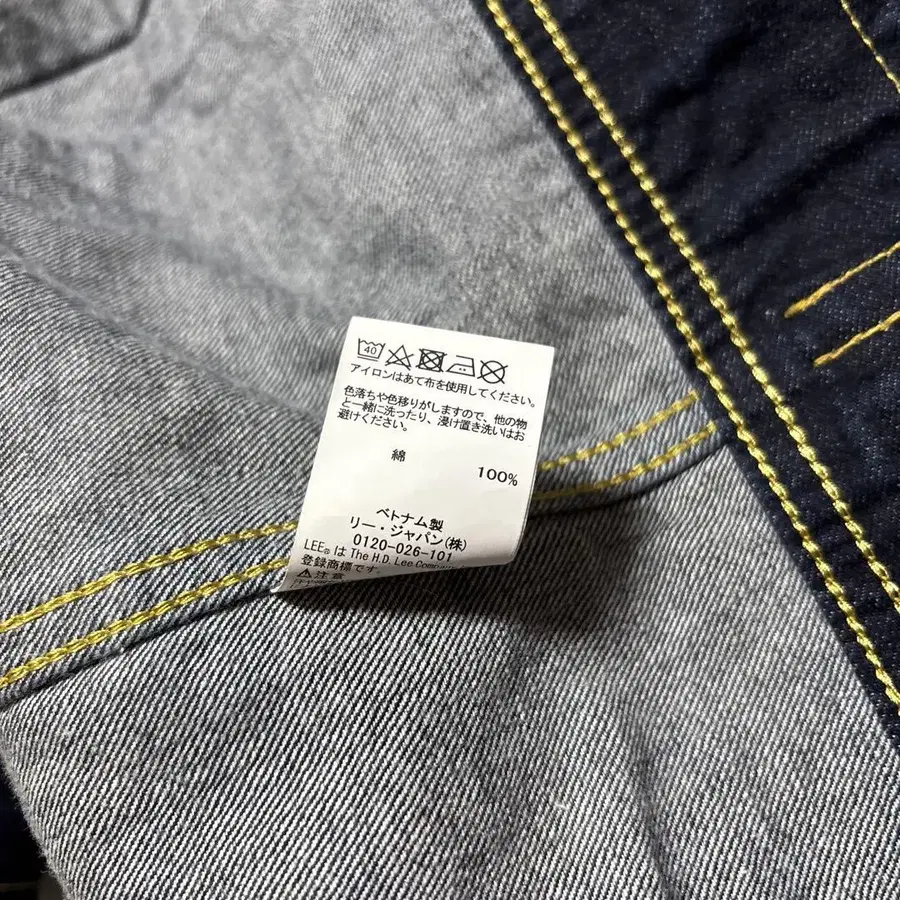 40
アイロンはあて布を使用してください。
色落ちや色移りがしますので、他の物
と一緒に洗ったり、浸け置き洗いはお
避けください。
綿 100%
ベトナム製
リー・ジャパン(株)
0120-026-101
LEE® は The H.D. Lee Company
登録商標です。
⚠注意